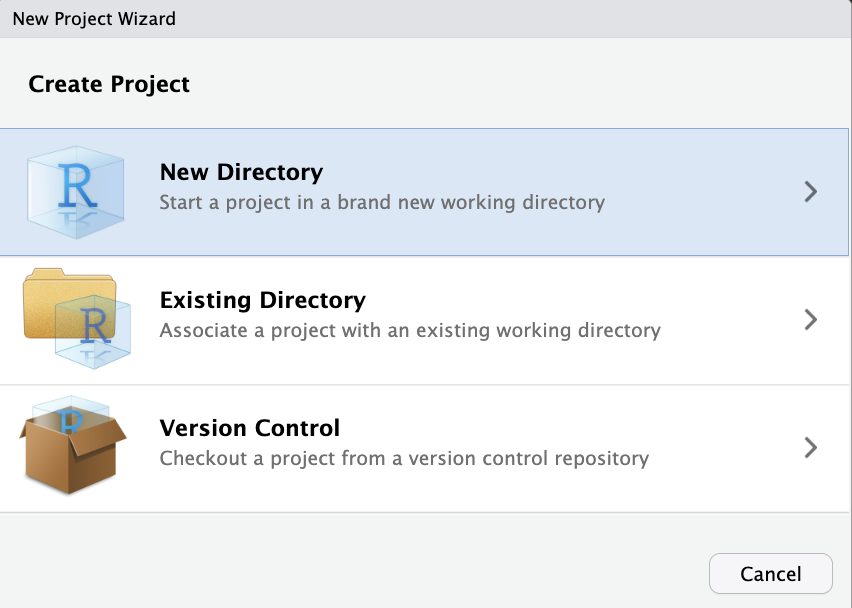 New Project Wizard
Create Project
R
New Directory
Start a project in a brand new working directory
R
Existing Directory
Associate a project with an existing working directory
R
Version Control
Checkout a project from a version control repository
Cancel